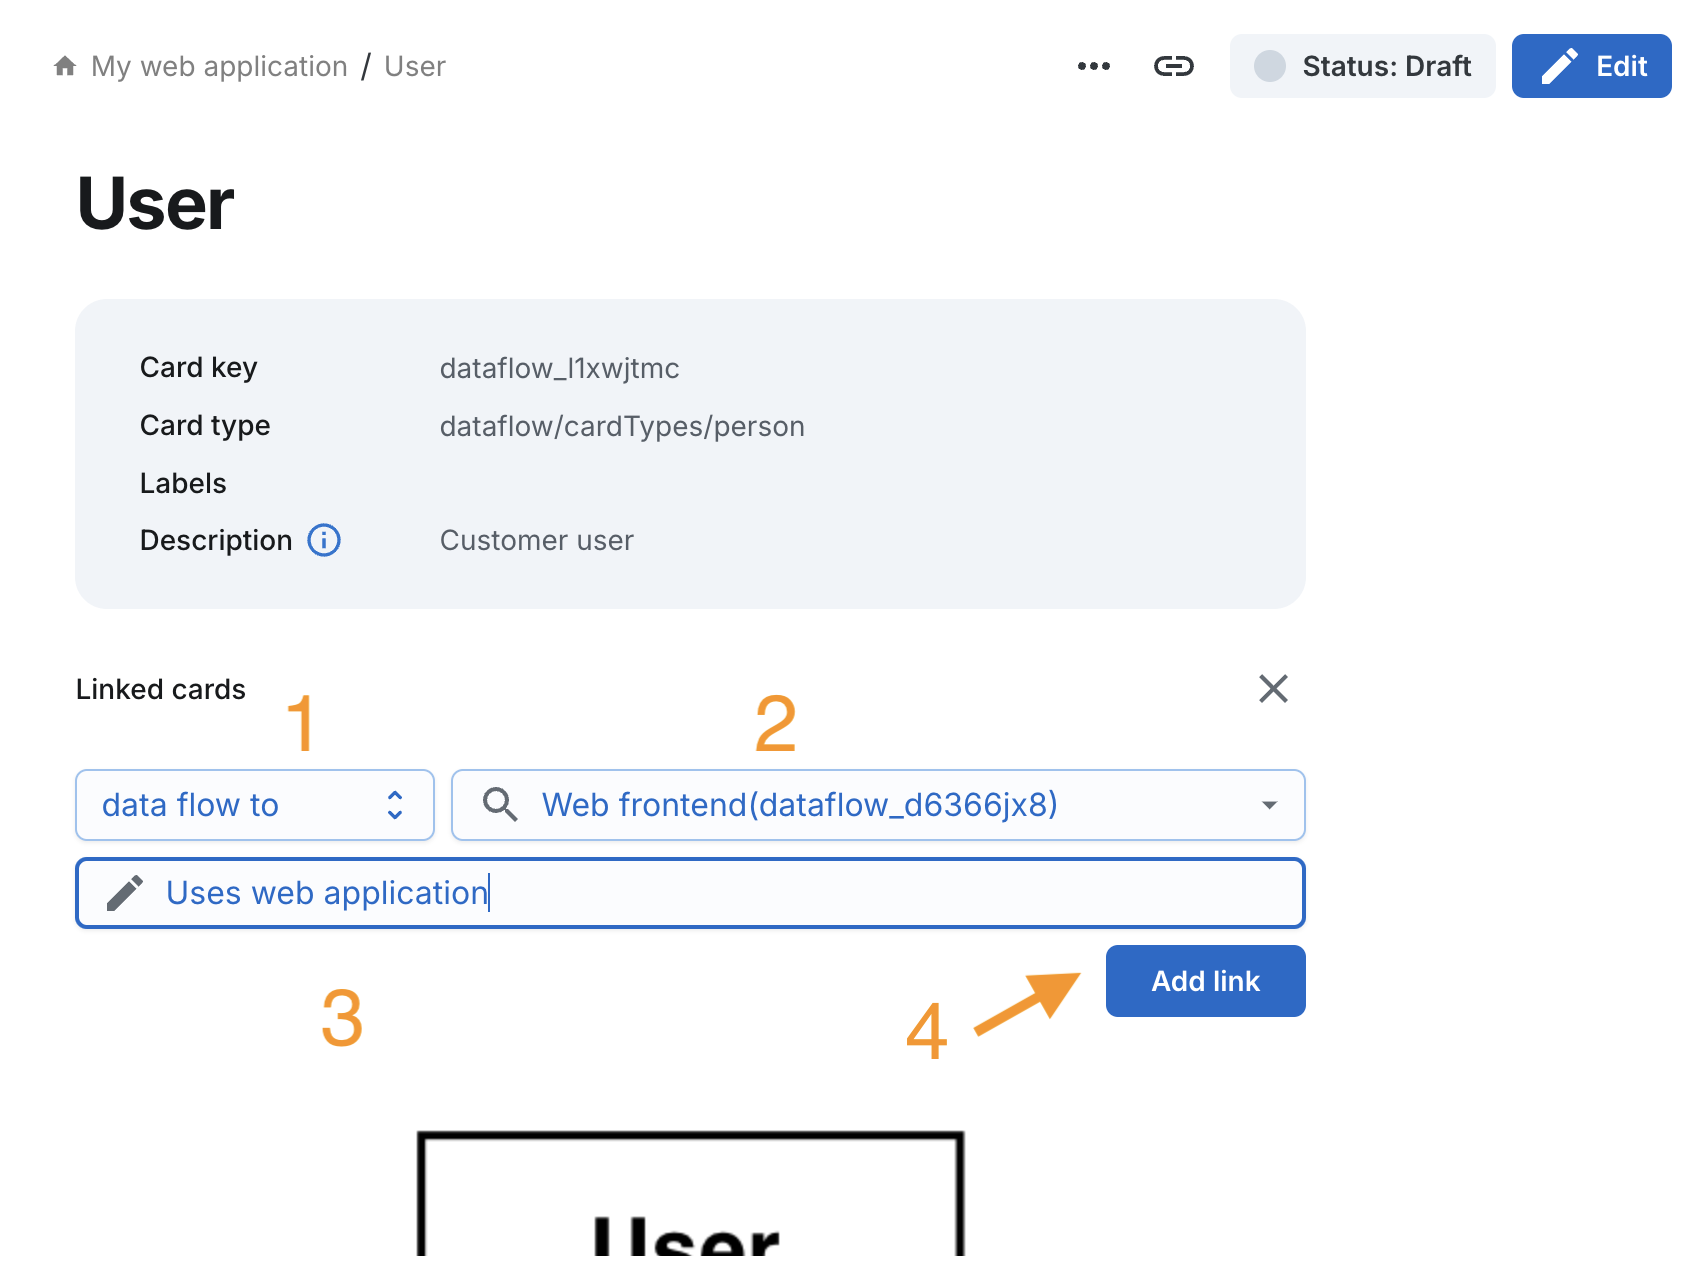 My web application / User
Status: Draft
Edit
User
Card key dataflow_l1xwjtmc
Card type dataflow/cardTypes/person
Labels
Description Customer user
Linked cards
1 2
data flow to Web frontend(dataflow_d6366jx8)
Uses web application
Add link
3 4
User